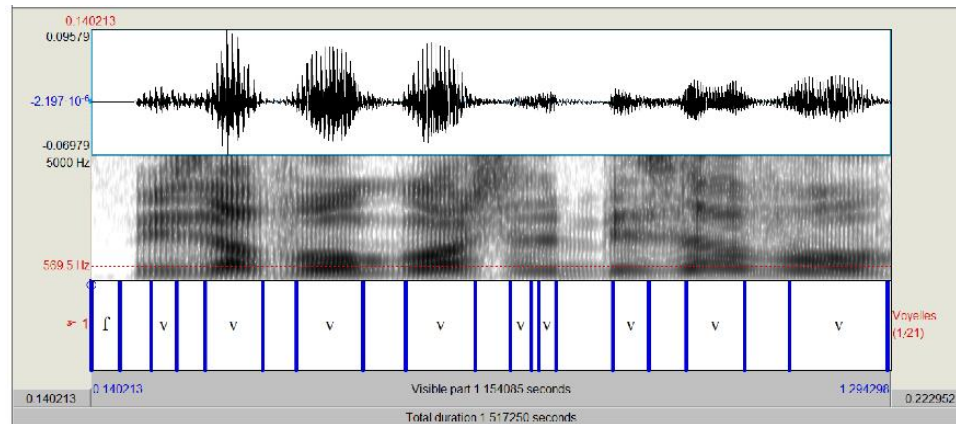 0.140213
0.09579
-2.197 10-6
-0.06979
5000 Hz
569.5 Hz
1
f v v v v v v v v v
Voyelles
(1/21)
0.140213 Visible part 1.154085 seconds 1.294298
0.140213 0.222952
Total duration 1.517250 seconds